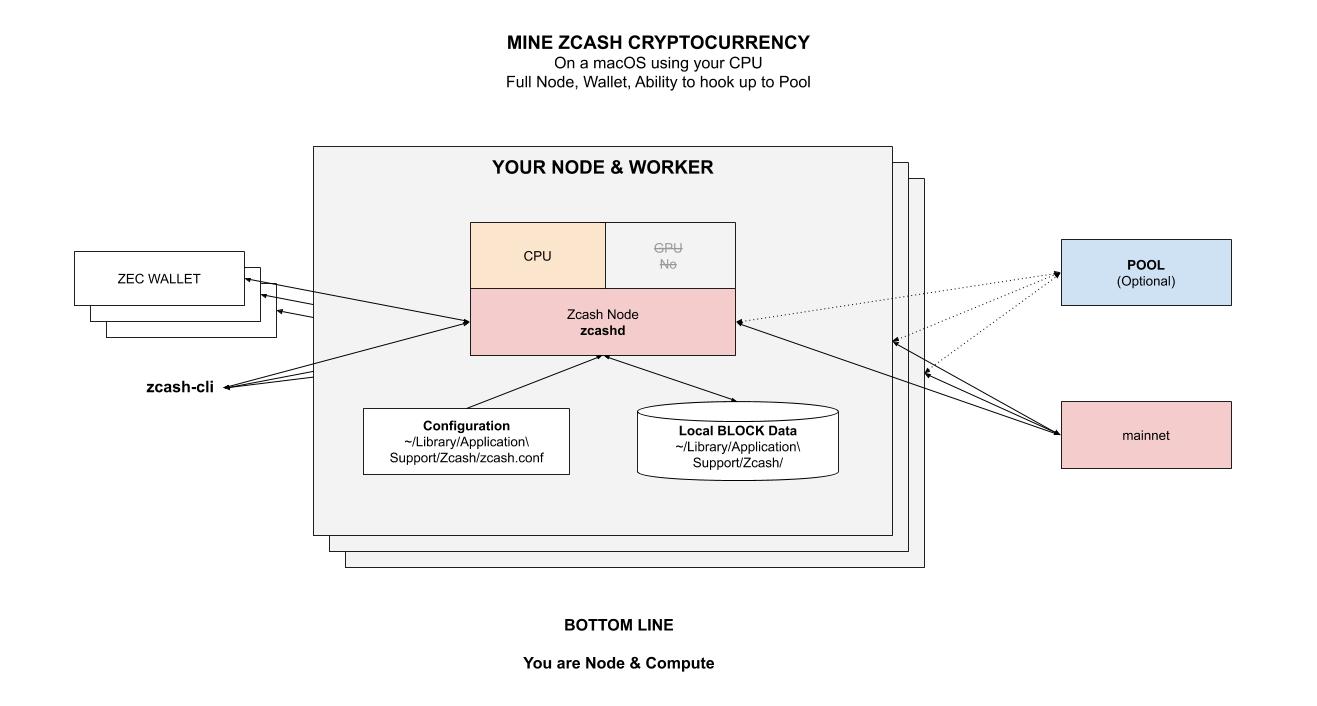 MINE ZCASH CRYPTOCURRENCY
On a macOS using your CPU
Full Node, Wallet, Ability to hook up to Pool
YOUR NODE & WORKER
CPU
GPU
No
Zcash Node
zcashd
ZEC WALLET
zcash-cli
Configuration
~/Library/Application\
Support/Zcash/zcash.conf
Local BLOCK Data
~/Library/Application\
Support/Zcash/
POOL
(Optional)
mainnet
BOTTOM LINE
You are Node & Compute